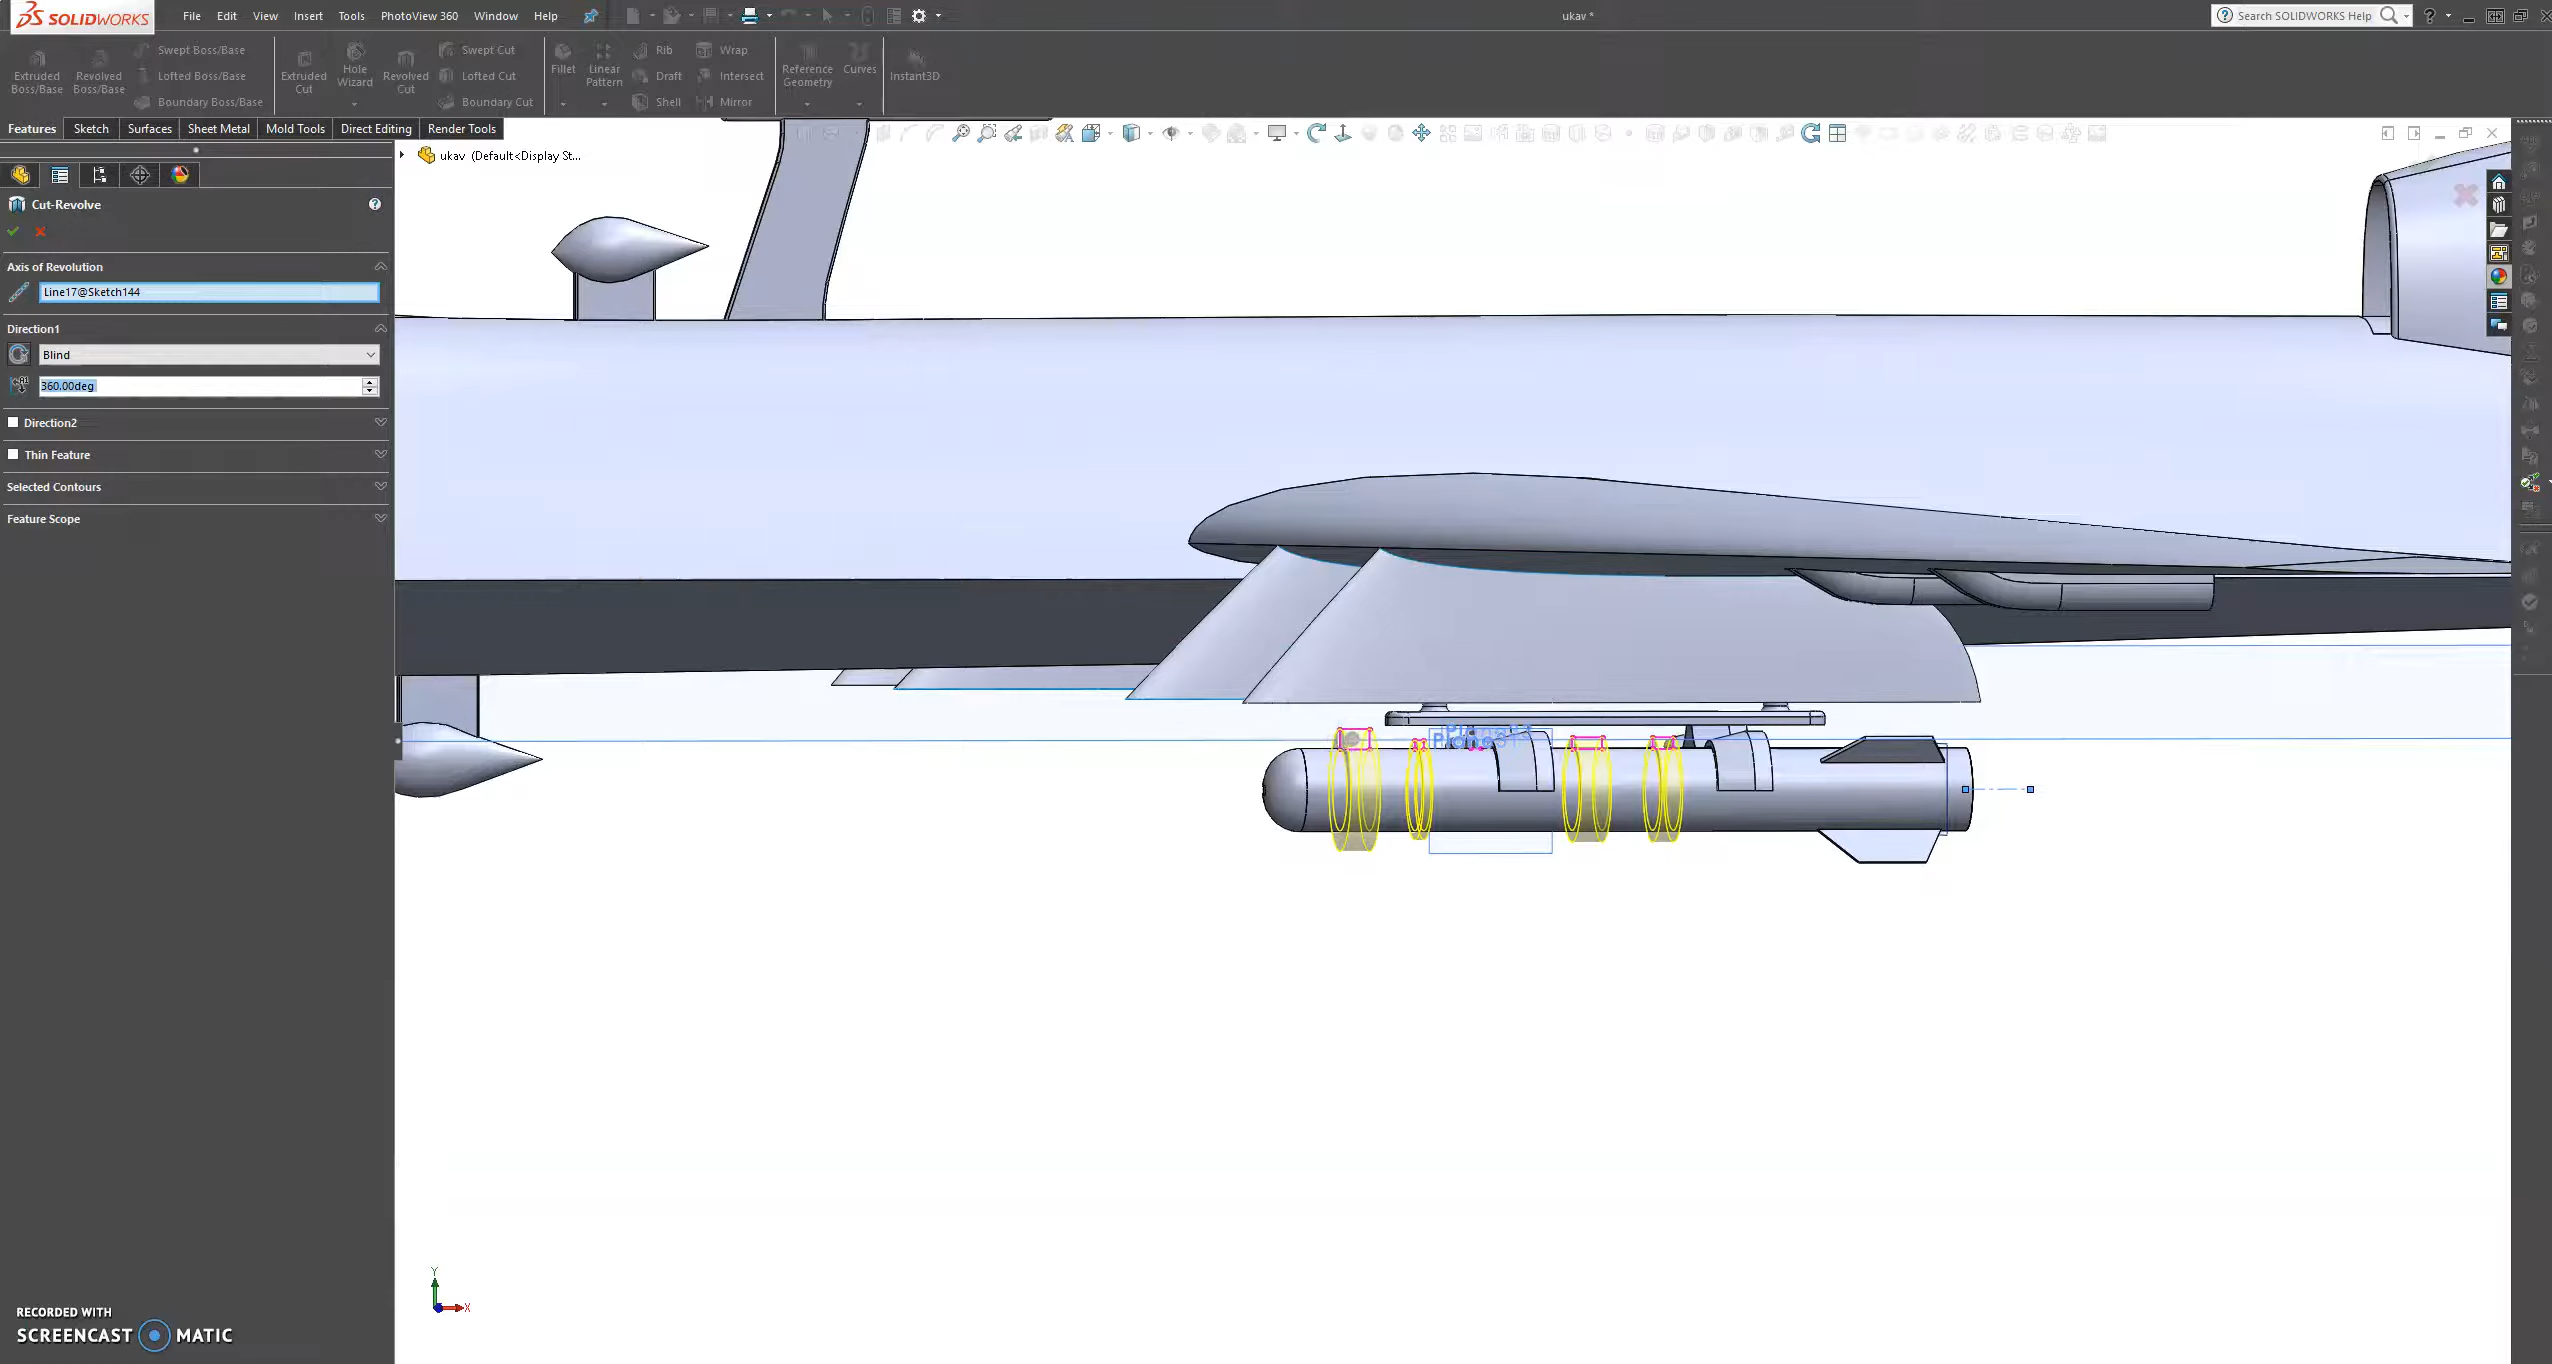 SOLIDWORKS
File Edit View Insert Tools PhotoView 360 Window Help
ukav *
Search SOLIDWORKS Help
Extruded Boss/Base
Revolved Boss/Base
Swept Boss/Base
Lofted Boss/Base
Boundary Boss/Base
Extruded Cut
Hole Wizard
Revolved Cut
Swept Cut
Lofted Cut
Boundary Cut
Fillet
Linear Pattern
Rib
Draft
Shell
Wrap
Intersect
Mirror
Reference Geometry
Curves
Instant3D
Features Sketch Surfaces Sheet Metal Mold Tools Direct Editing Render Tools
ukav (Default<Display St...
Cut-Revolve
Axis of Revolution
Line17@Sketch144
Direction1
Blind
360.00deg
Direction2
Thin Feature
Selected Contours
Feature Scope
Y
X
RECORDED WITH
SCREENCAST MATIC